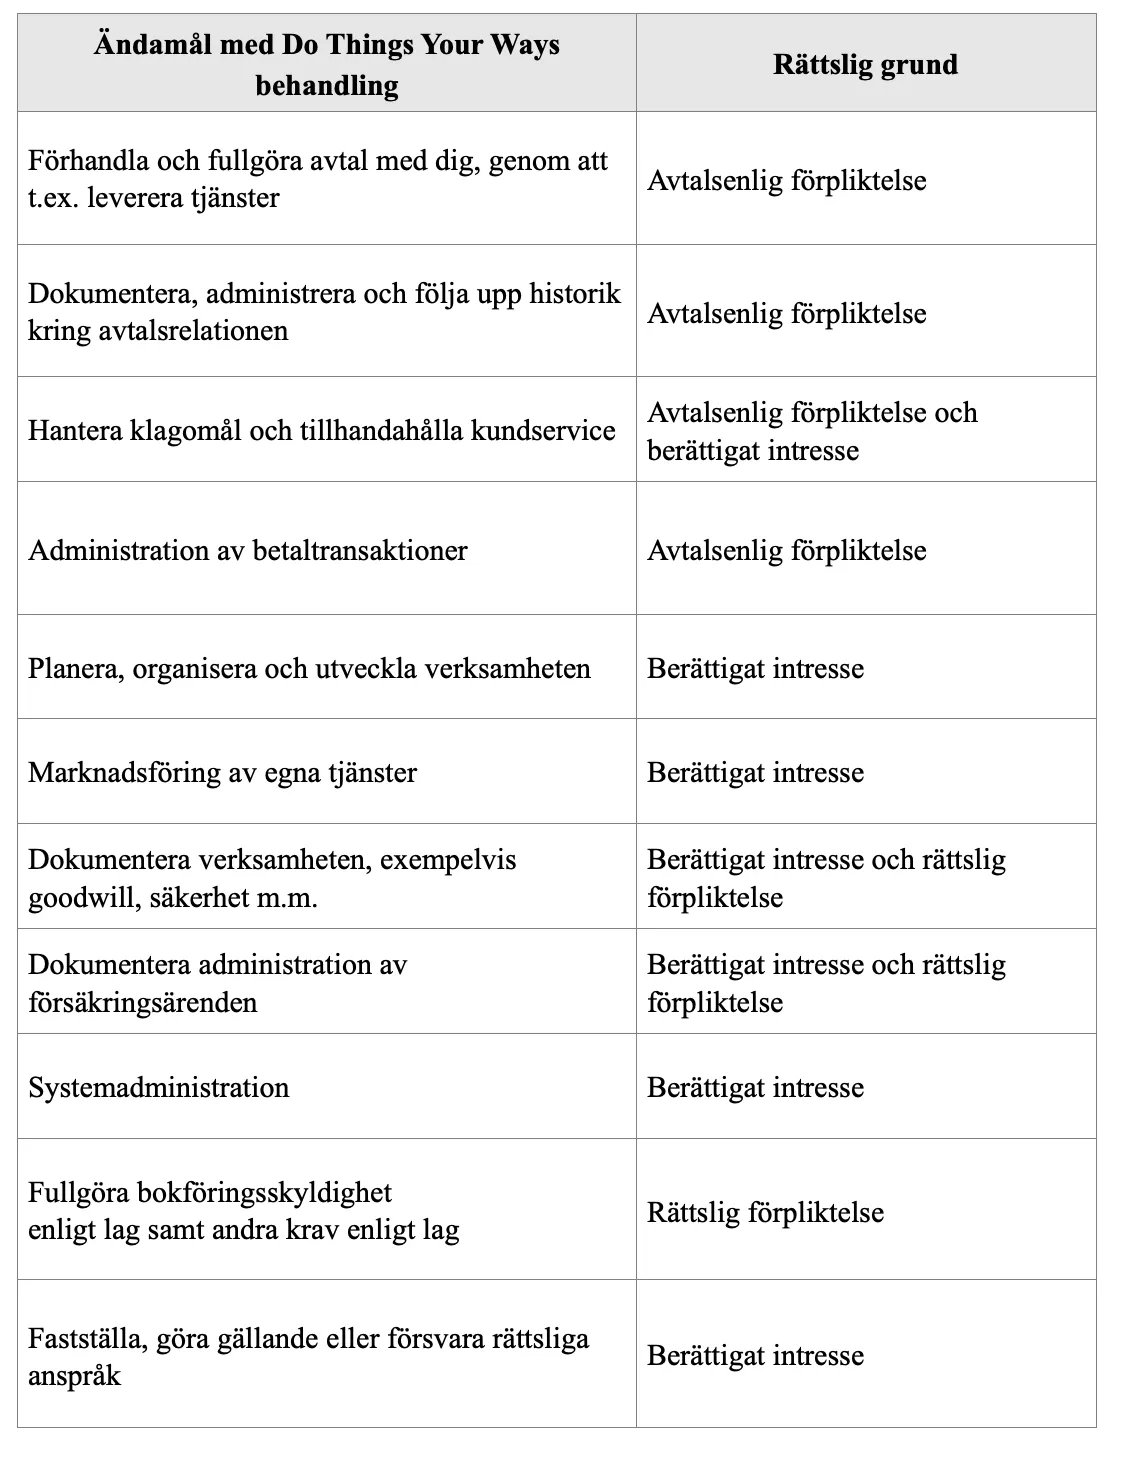 Ändamål med Do Things Your Ways
behandling
Rättslig grund
Förhandla och fullgöra avtal med dig, genom att
t.ex. leverera tjänster
Avtalsenlig förpliktelse
Dokumentera, administrera och följa upp historik
kring avtalsrelationen
Avtalsenlig förpliktelse
Hantera klagomål och tillhandahålla kundservice
Avtalsenlig förpliktelse och
berättigat intresse
Administration av betaltransaktioner
Avtalsenlig förpliktelse
Planera, organisera och utveckla verksamheten
Berättigat intresse
Marknadsföring av egna tjänster
Berättigat intresse
Dokumentera verksamheten, exempelvis
goodwill, säkerhet m.m.
Berättigat intresse och rättslig
förpliktelse
Dokumentera administration av
försäkringsärenden
Berättigat intresse och rättslig
förpliktelse
Systemadministration
Berättigat intresse
Fullgöra bokföringsskyldighet
enligt lag samt andra krav enligt lag
Rättslig förpliktelse
Fastställa, göra gällande eller försvara rättsliga
anspråk
Berättigat intresse